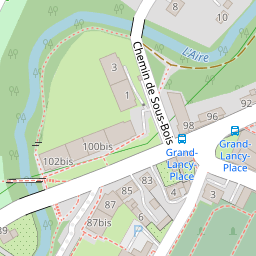 8
10
L'Aire
Chemin de Sous-Bois
3
1
92
96
98
100bis
102bis
Grand-
Lancy-
Place
Grand-
Lancy-
Place
83
85
4
6
87
87bis
89
P